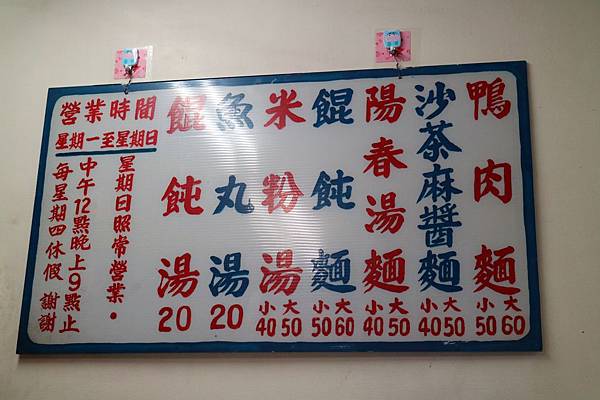 鴨肉麵
小50 大60
沙茶麻醬麵
小40 大50
陽春湯麵
小40 大50
餛飩麵
小50 大60
米粉湯
小40 大50
魚丸湯
20
餛飩湯
20
營業時間
星期一至星期日
星期日照常營業。
中午12點晚上9點止
每星期四休假 謝謝